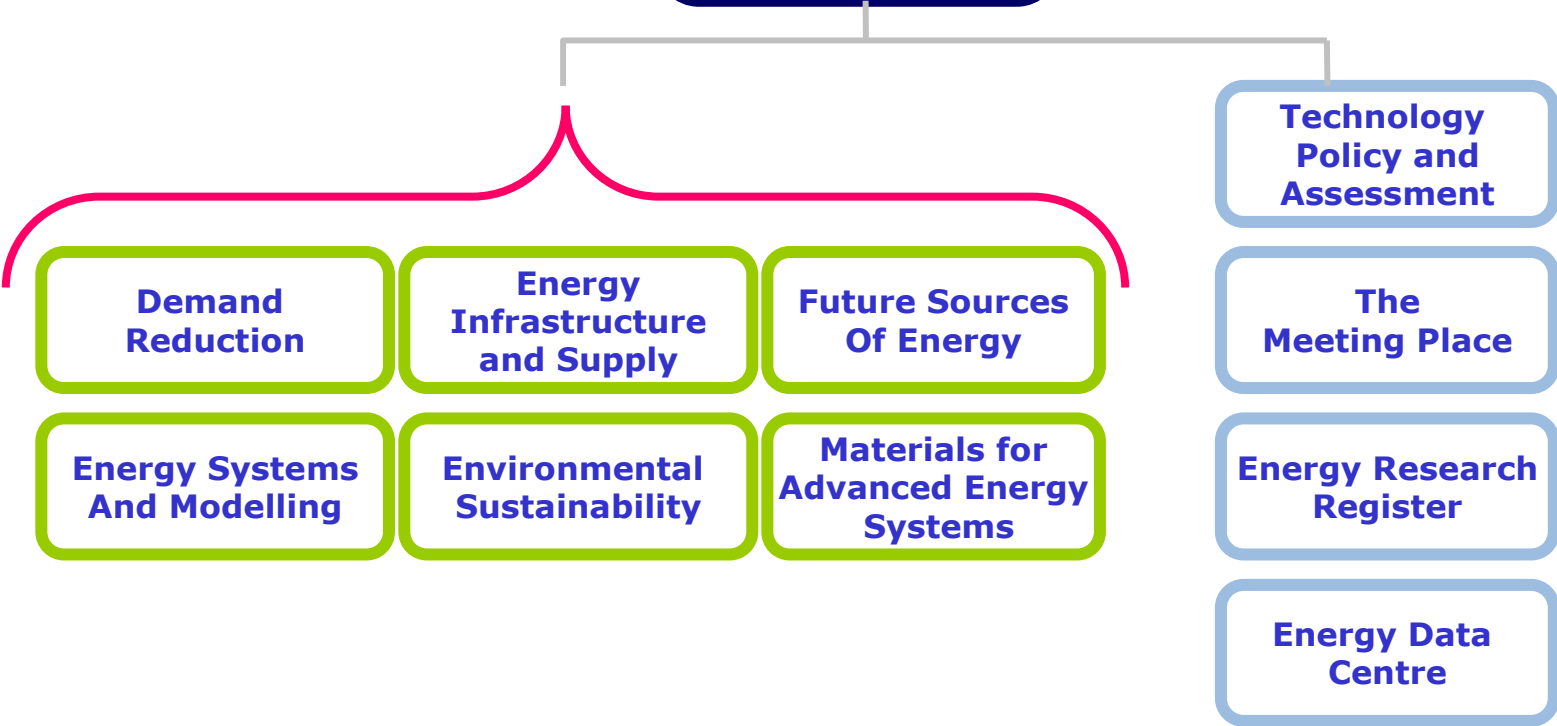 Technology
Policy and
Assessment
Demand
Reduction
Energy
Infrastructure
and Supply
Future Sources
Of Energy
The
Meeting Place
Energy Systems
And Modelling
Environmental
Sustainability
Materials for
Advanced Energy
Systems
Energy Research
Register
Energy Data
Centre